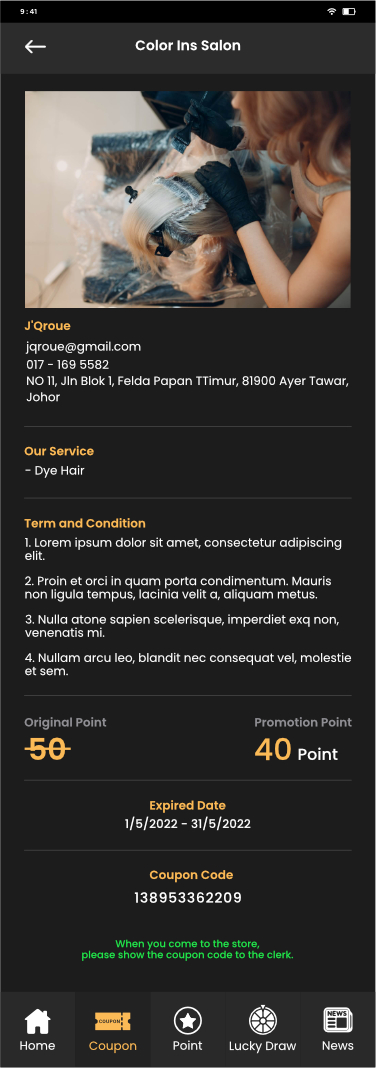 9:41
Color Ins Salon
J'Qroue
jqroue@gmail.com
017 - 169 5582
NO 11, Jln Blok 1, Felda Papan TTimur, 81900 Ayer Tawar,
Johor
Our Service
- Dye Hair
Term and Condition
1. Lorem ipsum dolor sit amet, consectetur adipiscing
elit.
2. Proin et orci in quam porta condimentum. Mauris
non ligula tempus, lacinia velit a, aliquam metus.
3. Nulla atone sapien scelerisque, imperdiet exq non,
venenatis mi.
4. Nullam arcu leo, blandit nec consequat vel, molestie
et sem.
Original Point Promotion Point
50 40 Point
Expired Date
1/5/2022 - 31/5/2022
Coupon Code
138953362209
When you come to the store,
please show the coupon code to the clerk.
COUPON NEWS
Home Coupon Point Lucky Draw News